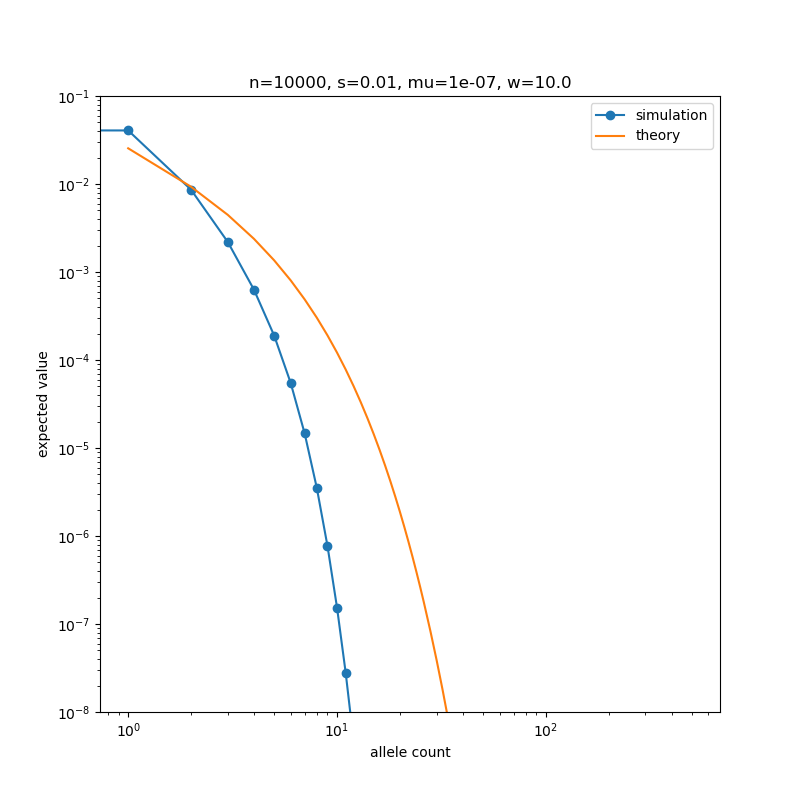 n=10000, s=0.01, mu=1e-07, w=10.0
simulation
theory
expected value
10⁻¹
10⁻²
10⁻³
10⁻⁴
10⁻⁵
10⁻⁶
10⁻⁷
10⁻⁸
10⁰
10¹
10²
allele count